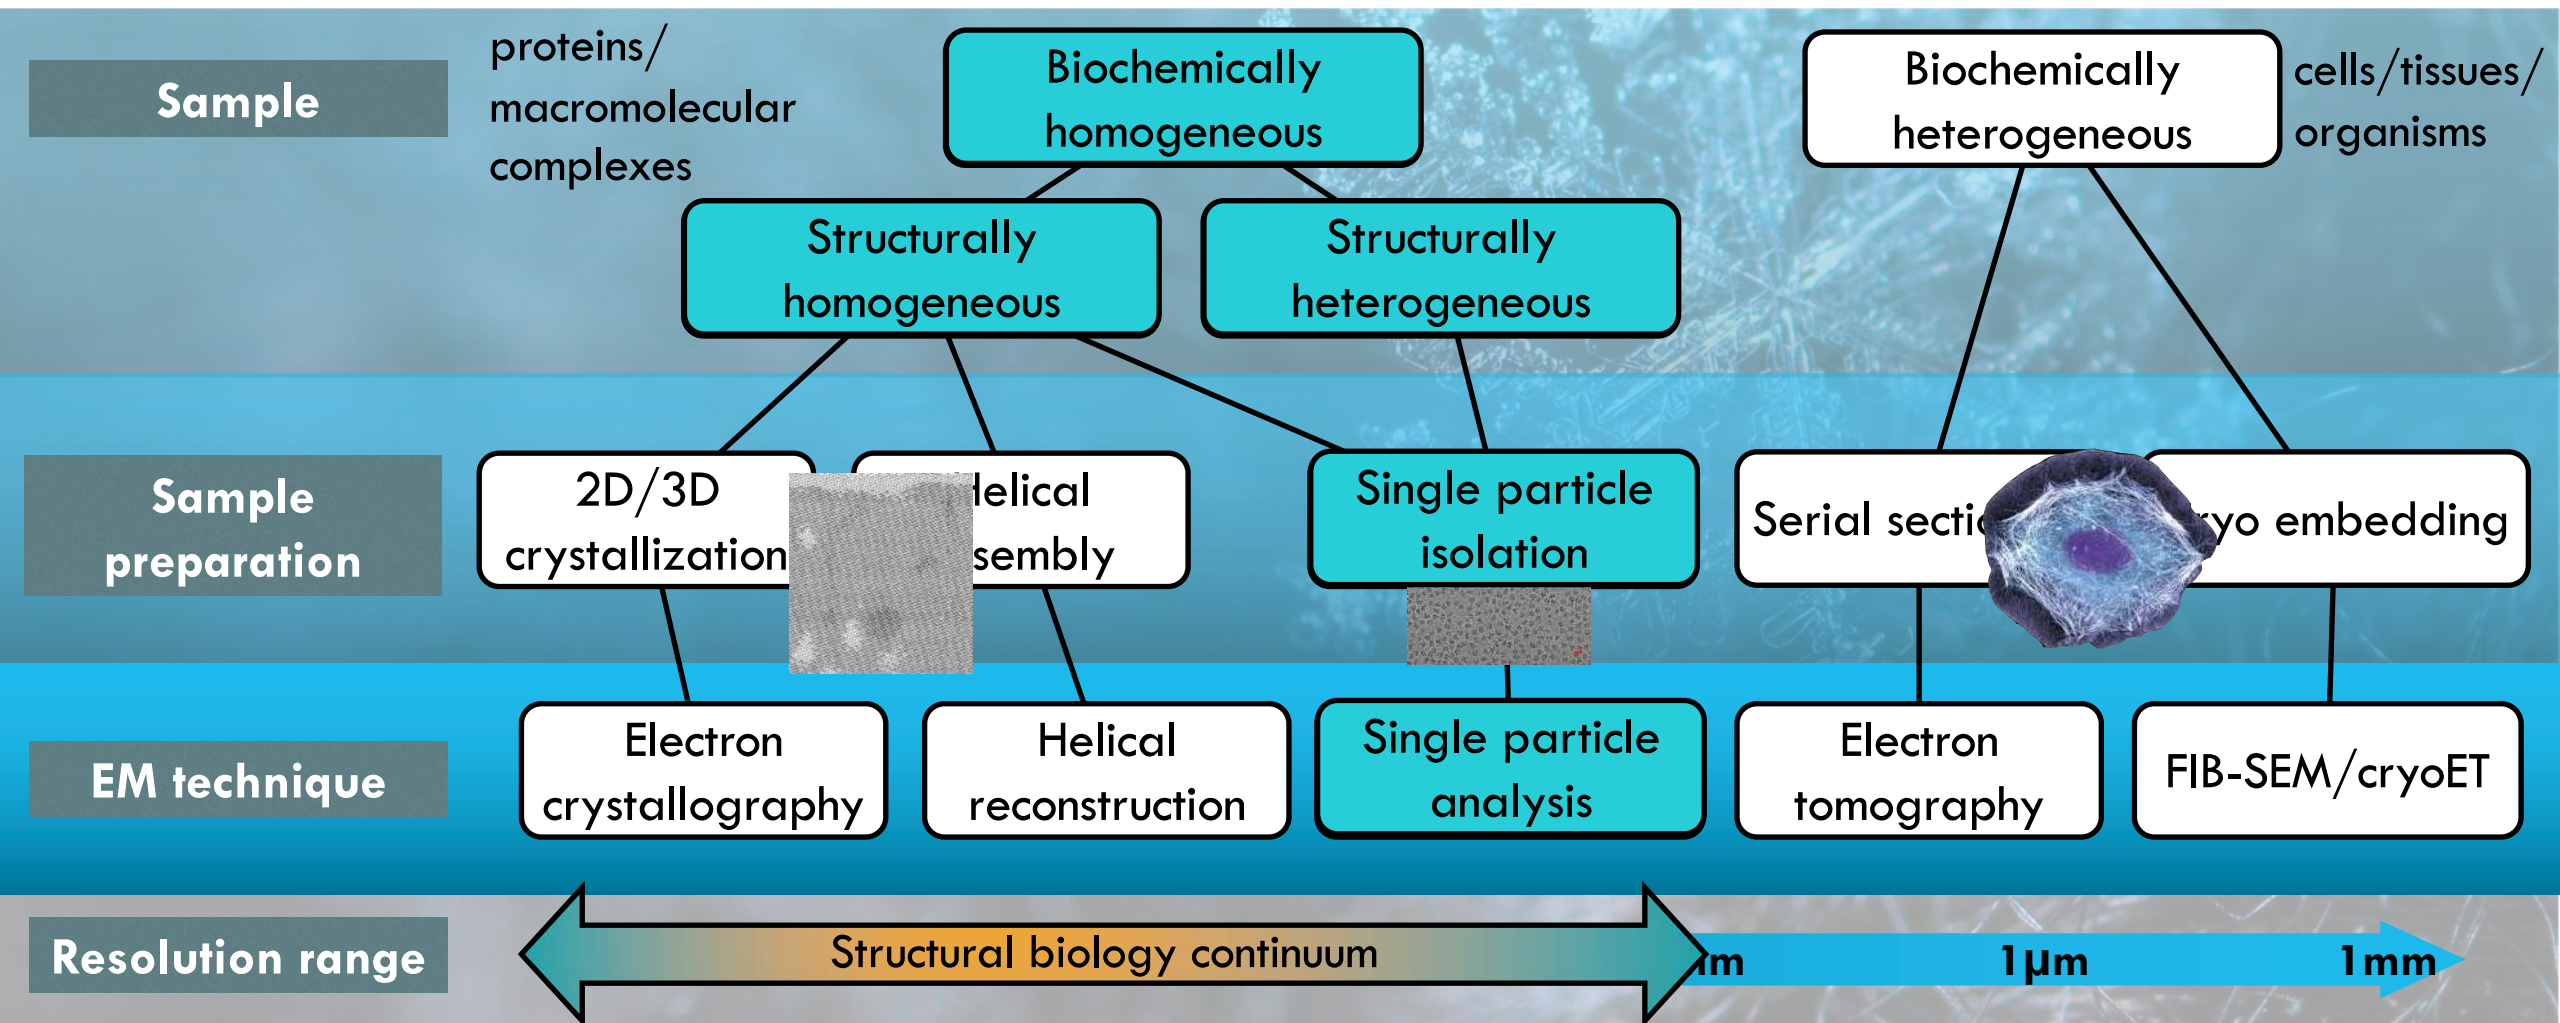 Sample
proteins/
macromolecular
complexes
Biochemically
homogeneous
Biochemically
heterogeneous
cells/tissues/
organisms
Structurally
homogeneous
Structurally
heterogeneous
Sample
preparation
2D/3D
crystallization
elical
sembly
Single particle
isolation
Serial secti
ryo embedding
EM technique
Electron
crystallography
Helical
reconstruction
Single particle
analysis
Electron
tomography
FIB-SEM/cryoET
Resolution range
Structural biology continuum
1µm
1mm